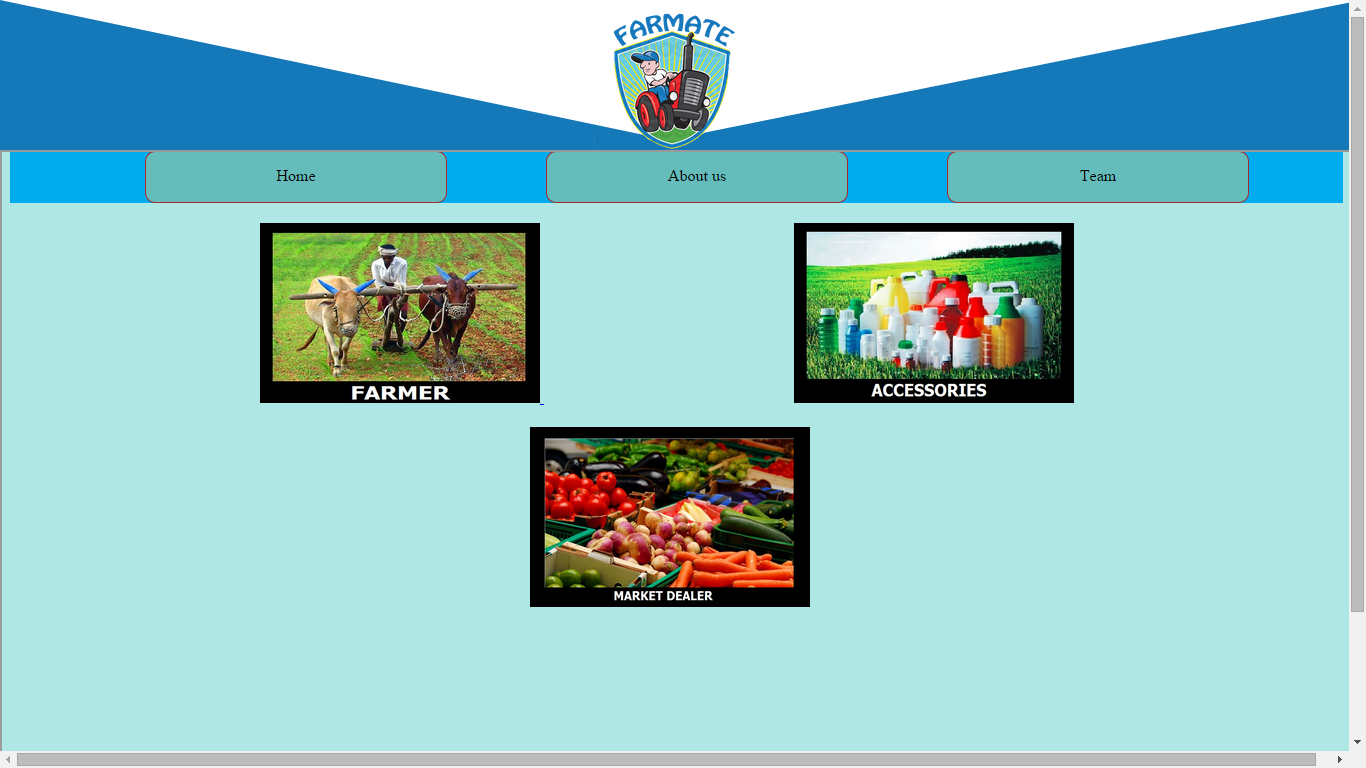 FARMATE
Home
About us
Team
FARMER
ACCESSORIES
MARKET DEALER